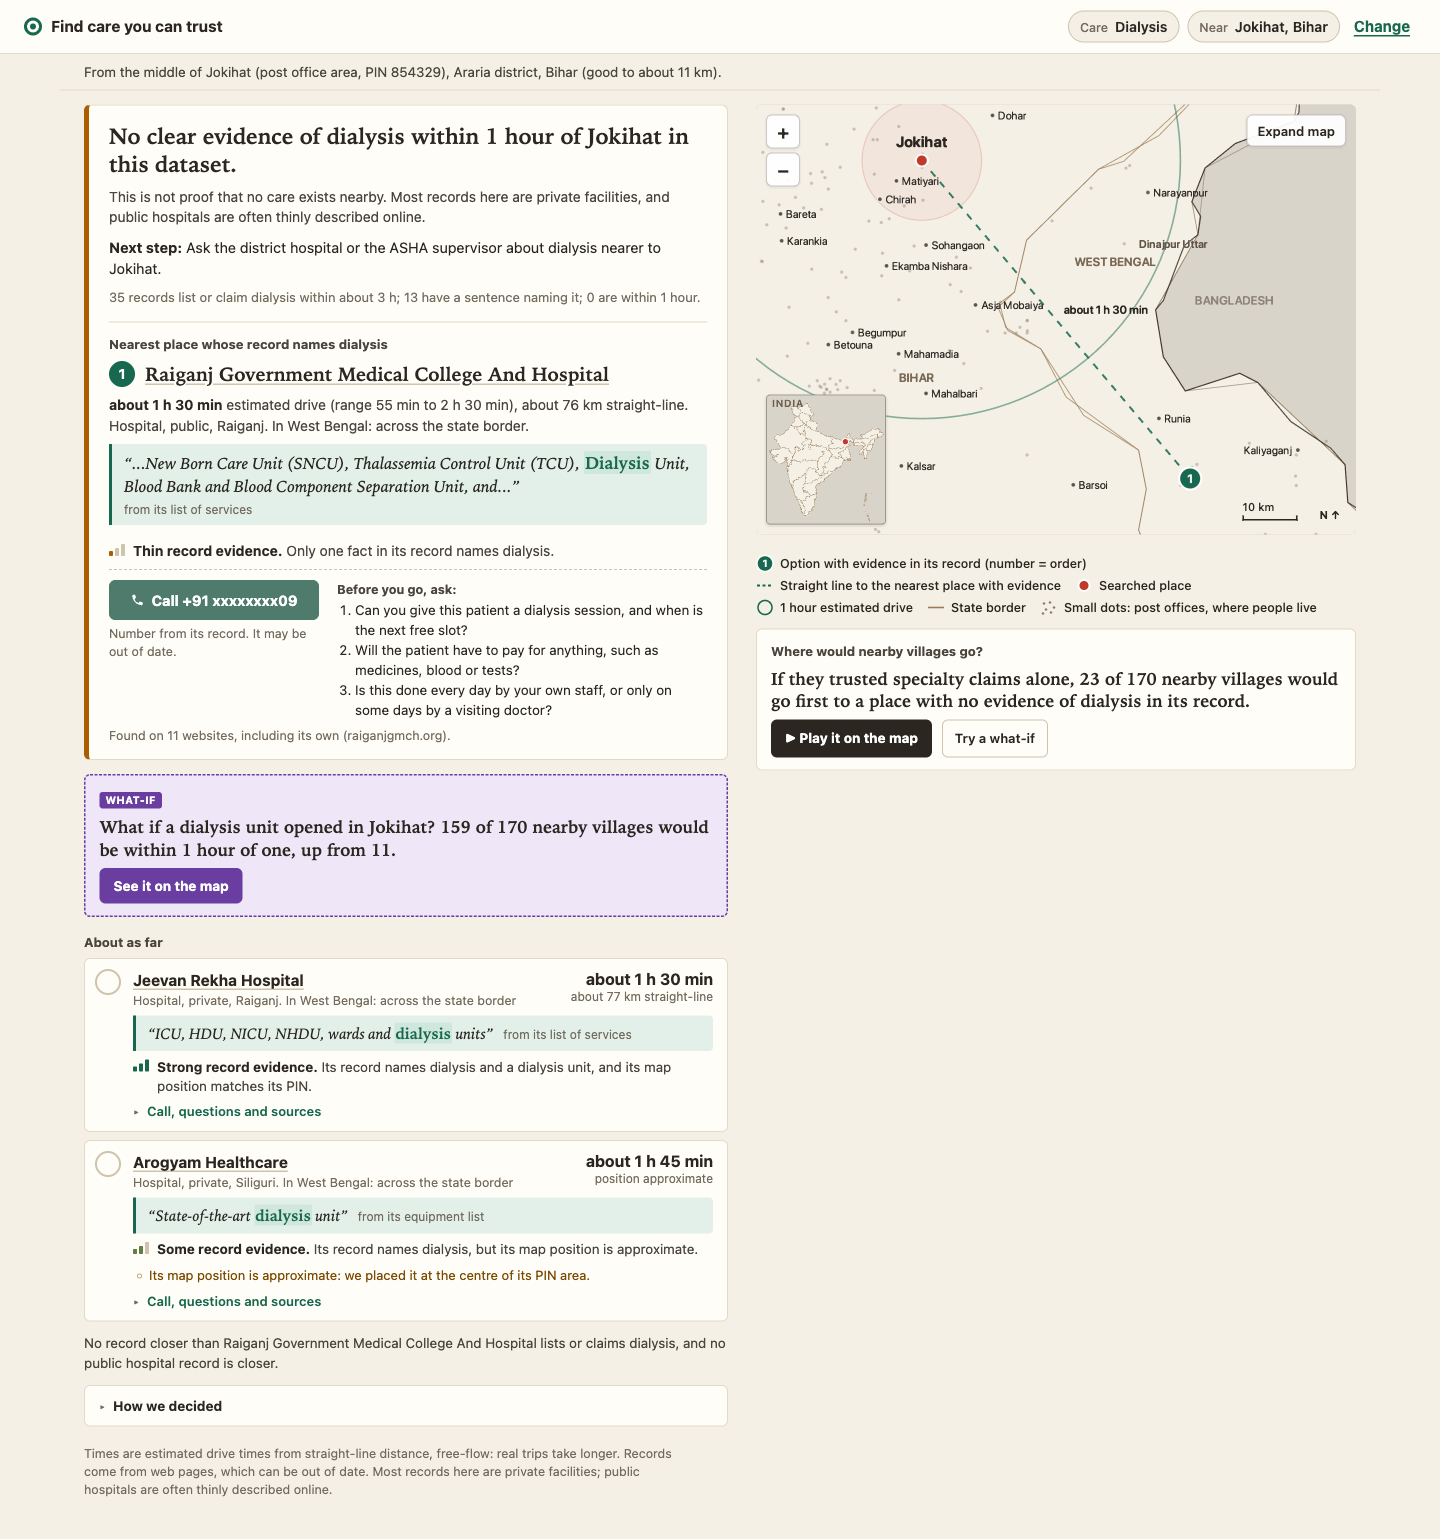 Find care you can trust
Care Dialysis
Near Jokihat, Bihar
Change
From the middle of Jokihat (post office area, PIN 854329), Araria district, Bihar (good to about 11 km).
No clear evidence of dialysis within 1 hour of Jokihat in
this dataset.
This is not proof that no care exists nearby. Most records here are private facilities, and
public hospitals are often thinly described online.
Next step: Ask the district hospital or the ASHA supervisor about dialysis nearer to
Jokihat.
35 records list or claim dialysis within about 3 h; 13 have a sentence naming it; 0 are within 1 hour.
Nearest place whose record names dialysis
1 Raiganj Government Medical College And Hospital
about 1 h 30 min estimated drive (range 55 min to 2 h 30 min), about 76 km straight-line.
Hospital, public, Raiganj. In West Bengal: across the state border.
“…New Born Care Unit (SNCU), Thalassemia Control Unit (TCU), Dialysis Unit,
Blood Bank and Blood Component Separation Unit, and…”
from its list of services
Thin record evidence. Only one fact in its record names dialysis.
Call +91 xxxxxxxx09
Number from its record. It may be
out of date.
Before you go, ask:
1. Can you give this patient a dialysis session, and when is
the next free slot?
2. Will the patient have to pay for anything, such as
medicines, blood or tests?
3. Is this done every day by your own staff, or only on
some days by a visiting doctor?
Found on 11 websites, including its own (raiganjgmch.org).
WHAT-IF
What if a dialysis unit opened in Jokihat? 159 of 170 nearby villages would
be within 1 hour of one, up from 11.
See it on the map
About as far
Jeevan Rekha Hospital
about 1 h 30 min
Hospital, private, Raiganj. In West Bengal: across the state border
about 77 km straight-line
“ICU, HDU, NICU, NHDU, wards and dialysis units” from its list of services
Strong record evidence. Its record names dialysis and a dialysis unit, and its map
position matches its PIN.
Call, questions and sources
Arogyam Healthcare
about 1 h 45 min
Hospital, private, Siliguri. In West Bengal: across the state border
position approximate
“State-of-the-art dialysis unit” from its equipment list
Some record evidence. Its record names dialysis, but its map position is approximate.
Its map position is approximate: we placed it at the centre of its PIN area.
Call, questions and sources
No record closer than Raiganj Government Medical College And Hospital lists or claims dialysis, and no
public hospital record is closer.
How we decided
Times are estimated drive times from straight-line distance, free-flow: real trips take longer. Records
come from web pages, which can be out of date. Most records here are private facilities; public
hospitals are often thinly described online.
+
−
Expand map
Dohar
Jokihat
Matiyari
Chirah
Narayanpur
Bareta
Karankia
Sohangaon
Dinajpur Uttar
WEST BENGAL
Ekamba Nishara
BANGLADESH
Asja Mobaiya
about 1 h 30 min
Begumpur
Betouna
Mahamadia
BIHAR
Mahalbari
INDIA
Runia
Kaliyaganj
Kalsar
Barsoi
1
10 km
N ↑
1 Option with evidence in its record (number = order)
Straight line to the nearest place with evidence
Searched place
1 hour estimated drive
State border
Small dots: post offices, where people live
Where would nearby villages go?
If they trusted specialty claims alone, 23 of 170 nearby villages would
go first to a place with no evidence of dialysis in its record.
Play it on the map
Try a what-if